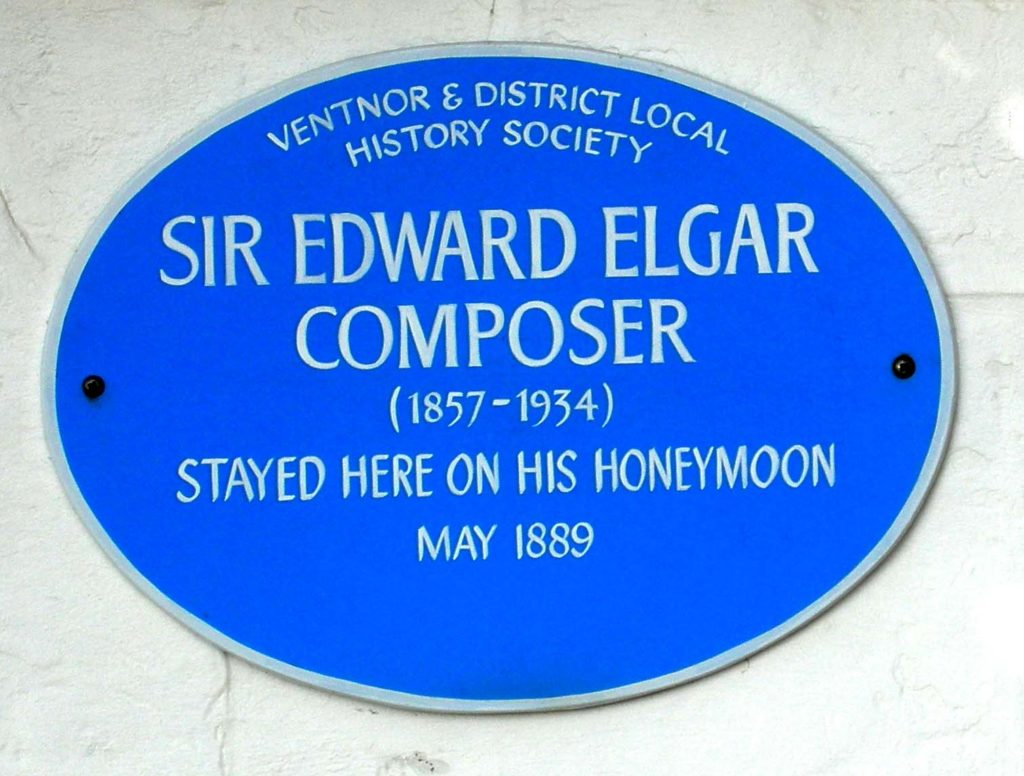 VENTNOR & DISTRICT LOCAL
HISTORY SOCIETY
SIR EDWARD ELGAR
COMPOSER
(1857-1934)
STAYED HERE ON HIS HONEYMOON
MAY 1889